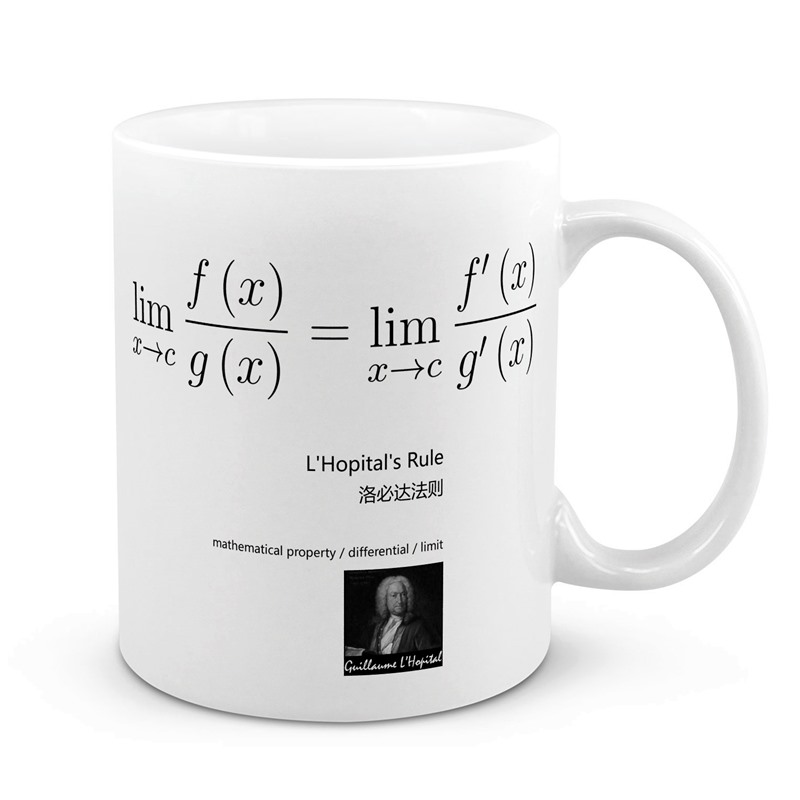 lim x→c f(x)/g(x) = lim x→c f′(x)/g′(x)
L'Hopital's Rule
洛必达法则
mathematical property / differential / limit
Guillaume L'Hopital